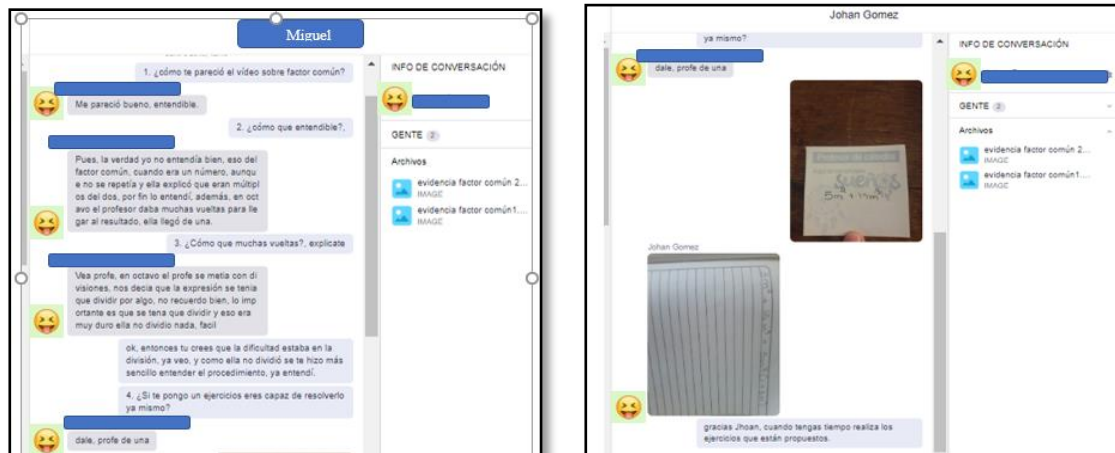 Miguel
1. ¿cómo te pareció el vídeo sobre factor común?
Me pareció bueno, entendible.
2. ¿cómo que entendible?,
Pues, la verdad yo no entendía bien, eso del
factor común, cuando era un número, aunqu
e no se repetía y ella explicó que eran múltipl
os del dos, por fin lo entendí, además, en oct
avo el profesor daba muchas vueltas para lle
gar al resultado, ella llegó de una.
3. ¿Cómo que muchas vueltas?, explicate
Vea profe, en octavo el profe se metia con di
visiones, nos decia que la expresión se tenia
que dividir por algo, no recuerdo bien, lo imp
ortante es que se tena que dividir y eso era
muy duro ella no dividio nada, facil
ok, entonces tu crees que la dificultad estaba en la
división, ya veo, y como ella no dividió se te hizo más
sencillo entender el procedimiento, ya entendí.
4. ¿Si te pongo un ejercicios eres capaz de resolverlo
ya mismo?
dale, profe de una
INFO DE CONVERSACIÓN
GENTE 2
Archivos
evidencia factor común 2...
IMAGE
evidencia factor común1....
IMAGE
Johan Gomez
ya mismo?
dale, profe de una
Johan Gomez
gracias Jhoan, cuando tengas tiempo realiza los
ejercicios que están propuestos.
INFO DE CONVERSACIÓN
GENTE 2
Archivos
evidencia factor común 2...
IMAGE
evidencia factor común1....
IMAGE